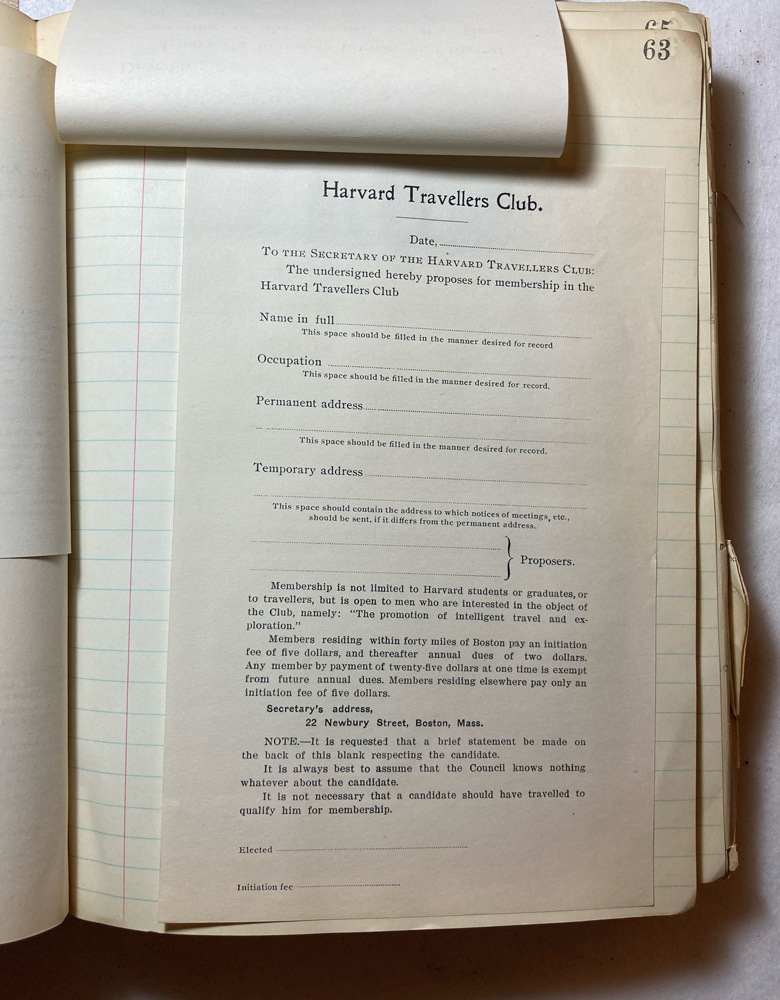 65
63
Harvard Travellers Club.
Date,
To the Secretary of the Harvard Travellers Club:
The undersigned hereby proposes for membership in the
Harvard Travellers Club
Name in full
This space should be filled in the manner desired for record
Occupation
This space should be filled in the manner desired for record.
Permanent address
This space should be filled in the manner desired for record.
Temporary address
This space should contain the address to which notices of meetings, etc.,
should be sent, if it differs from the permanent address.
Proposers.
Membership is not limited to Harvard students or graduates, or
to travellers, but is open to men who are interested in the object of
the Club, namely: "The promotion of intelligent travel and ex-
ploration."
Members residing within forty miles of Boston pay an initiation
fee of five dollars, and thereafter annual dues of two dollars.
Any member by payment of twenty-five dollars at one time is exempt
from future annual dues. Members residing elsewhere pay only an
initiation fee of five dollars.
Secretary's address,
22 Newbury Street, Boston, Mass.
NOTE.—It is requested that a brief statement be made on
the back of this blank respecting the candidate.
It is always best to assume that the Council knows nothing
whatever about the candidate.
It is not necessary that a candidate should have travelled to
qualify him for membership.
Elected
Initiation fee